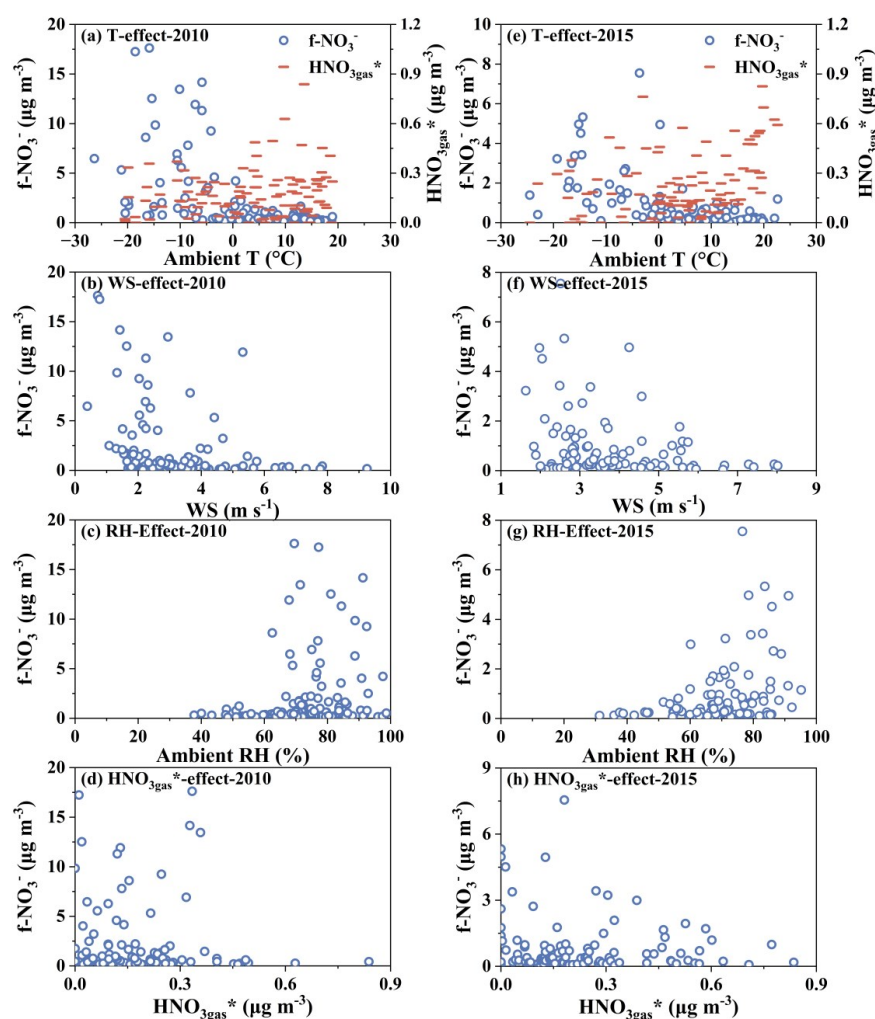 (a) T-effect-2010
f-NO₃⁻
HNO₃gas*
20
15
10
5
0
f-NO₃⁻ (μg m⁻³)
1.2
0.9
0.6
0.3
0.0
HNO₃gas* (μg m⁻³)
−30 −20 −10 0 10 20 30
Ambient T (°C)
(e) T-effect-2015
f-NO₃⁻
HNO₃gas*
10
8
6
4
2
0
f-NO₃⁻ (μg m⁻³)
1.2
0.9
0.6
0.3
0.0
HNO₃gas* (μg m⁻³)
−30 −20 −10 0 10 20 30
Ambient T (°C)
(b) WS-effect-2010
20
15
10
5
0
f-NO₃⁻ (μg m⁻³)
0 2 4 6 8 10
WS (m s⁻¹)
(f) WS-effect-2015
8
6
4
2
0
f-NO₃⁻ (μg m⁻³)
1 3 5 7 9
WS (m s⁻¹)
(c) RH-Effect-2010
20
15
10
5
0
f-NO₃⁻ (μg m⁻³)
0 20 40 60 80 100
Ambient RH (%)
(g) RH-Effect-2015
8
6
4
2
0
f-NO₃⁻ (μg m⁻³)
0 20 40 60 80 100
Ambient RH (%)
(d) HNO₃gas*-effect-2010
20
15
10
5
0
f-NO₃⁻ (μg m⁻³)
0.0 0.3 0.6 0.9
HNO₃gas* (μg m⁻³)
(h) HNO₃gas*-effect-2015
9
6
3
0
f-NO₃⁻ (μg m⁻³)
0.0 0.3 0.6 0.9
HNO₃gas* (μg m⁻³)